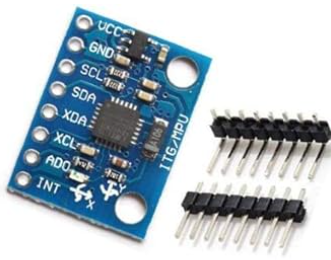 VCC
GND
SCL
SDA
XDA
XCL
ADO
INT
ITG/MPU
X
Y